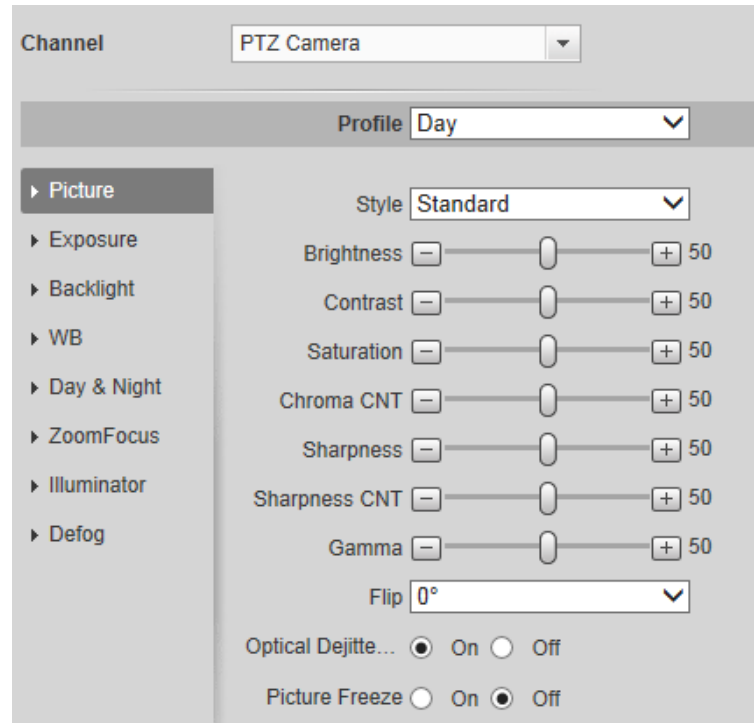 Channel PTZ Camera
Profile Day
Picture
Style Standard
Exposure
Brightness 50
Backlight
Contrast 50
WB
Saturation 50
Day & Night
Chroma CNT 50
ZoomFocus
Sharpness 50
Illuminator
Sharpness CNT 50
Defog
Gamma 50
Flip 0°
Optical Dejitte... On Off
Picture Freeze On Off